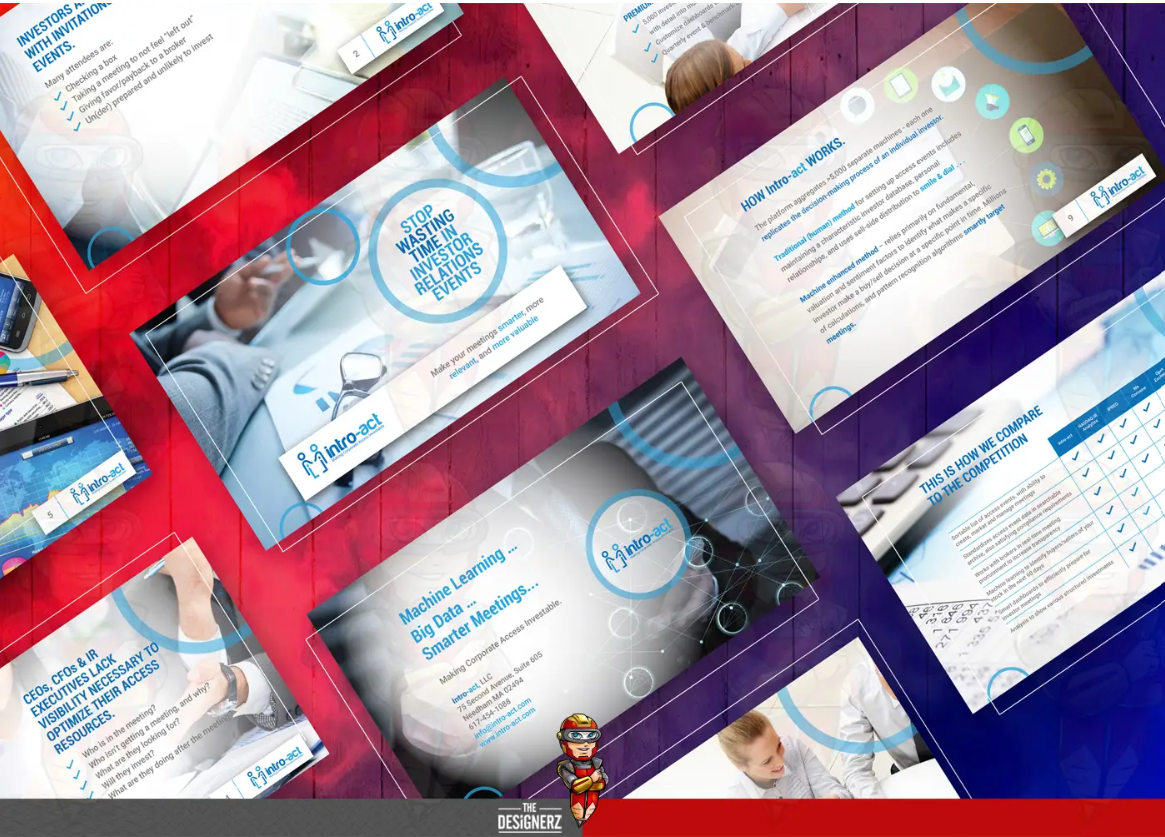 INVESTORS A
WITH INVITATION
EVENTS.
Many attendees are:
Checking a box
Taking a meeting to not feel "left out"
Giving favor/payback to a broker
Un(der) prepared and unlikely to invest
2
intro-act
PREMIUM
5,000 inves
with detail into m
Customize dashboards
Quarterly event & benchmark
STOP
WASTING
TIME IN
INVESTOR
RELATIONS
EVENTS
Make your meetings smarter, more
relevant, and more valuable
intro-act
HOW Intro-act WORKS.
The platform aggregates >5,000 separate machines - each one
replicates the decision-making process of an individual investor.
Traditional (human) method for setting up access events includes
maintaining a characteristic investor database, personal
relationships, and uses sell-side distribution to smile & dial . . .
Machine enhanced method – relies primarily on fundamental,
valuation and sentiment factors to identify what makes a specific
investor make a buy/sell decision at a specific point in time. Millions
of calculations, and pattern recognition algorithms smartly target
meetings.
9
intro-act
5
intro-act
THIS IS HOW WE COMPARE
TO THE COMPETITION
intro-act
NASDAQ IR
IPREO
Sortable list of access events, with ability to
create, market and manage meetings
Standardizes access event data in searchable
archive, also satisfying compliance requirements
Works with brokers in real-time meeting
procurement to increase transparency
Machine learning to identify buyers/sellers of your
stock in the next 90 days
Smart dashboards to efficiently prepare for
investor meetings
Analytic to show various structured investments
Machine Learning ...
Big Data ...
Smarter Meetings...
Making Corporate Access Investable.
Intro-act, LLC
75 Second Avenue, Suite 605
Needham MA 02494
617-454-1088
info@intro-act.com
www.intro-act.com
intro-act
CEOs, CFOs & IR
EXECUTIVES LACK
VISIBILITY NECESSARY TO
OPTIMIZE THEIR ACCESS
RESOURCES.
Who is in the meeting?
Who isn't getting a meeting, and why?
What are they looking for?
Will they invest?
What are they doing after the meeting
intro-act
THE
DESIGNERZ